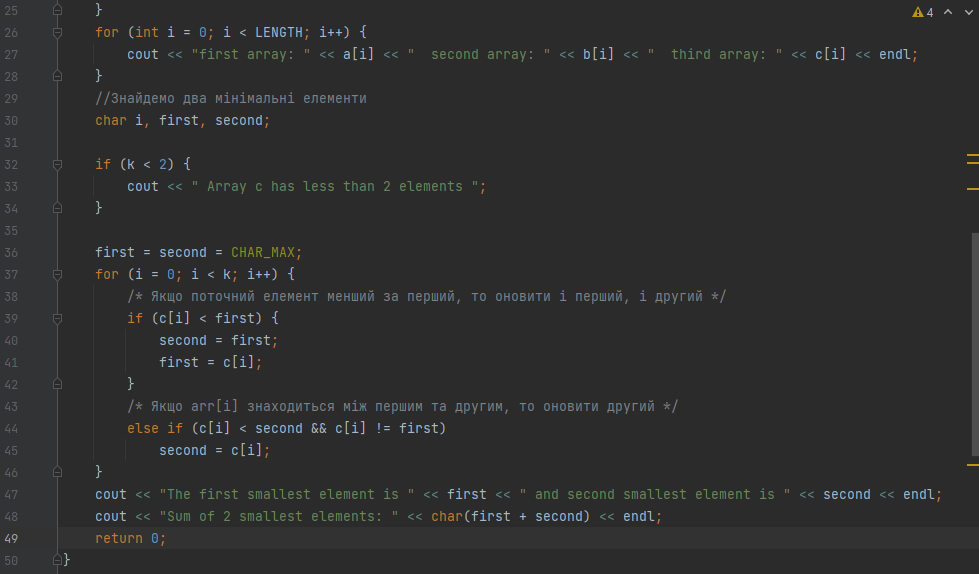 4
25 }
26 for (int i = 0; i < LENGTH; i++) {
27 cout << "first array: " << a[i] << "  second array: " << b[i] << "  third array: " << c[i] << endl;
28 }
29 //Знайдемо два мінімальні елементи
30 char i, first, second;
31
32 if (k < 2) {
33 cout << " Array c has less than 2 elements ";
34 }
35
36 first = second = CHAR_MAX;
37 for (i = 0; i < k; i++) {
38 /* Якщо поточний елемент менший за перший, то оновити і перший, і другий */
39 if (c[i] < first) {
40 second = first;
41 first = c[i];
42 }
43 /* Якщо arr[i] знаходиться між першим та другим, то оновити другий */
44 else if (c[i] < second && c[i] != first)
45 second = c[i];
46 }
47 cout << "The first smallest element is " << first << " and second smallest element is " << second << endl;
48 cout << "Sum of 2 smallest elements: " << char(first + second) << endl;
49 return 0;
50 }